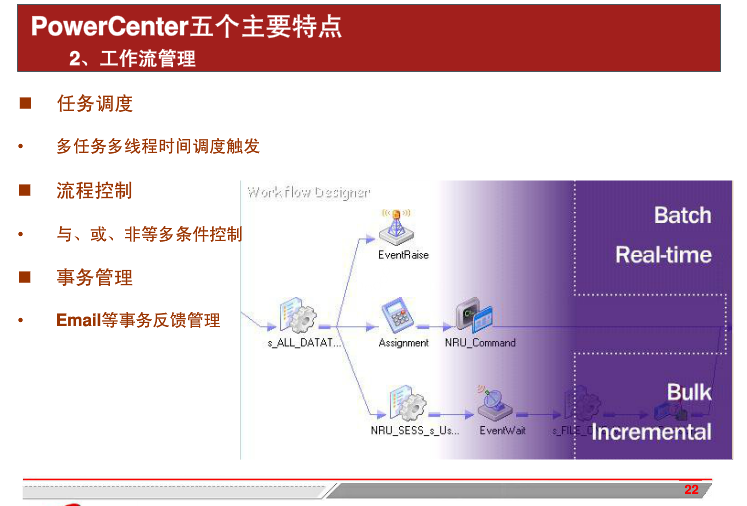 PowerCenter五个主要特点
2、工作流管理
■ 任务调度
• 多任务多线程时间调度触发
■ 流程控制
• 与、或、非等多条件控制
■ 事务管理
• Email等事务反馈管理
Workflow Designer
Batch
Real-time
EventRaise
s_ALL_DATAT...
Assignment
NRU_Command
Bulk
Incremental
NRU_SESS_s_Us...
EventWait
22